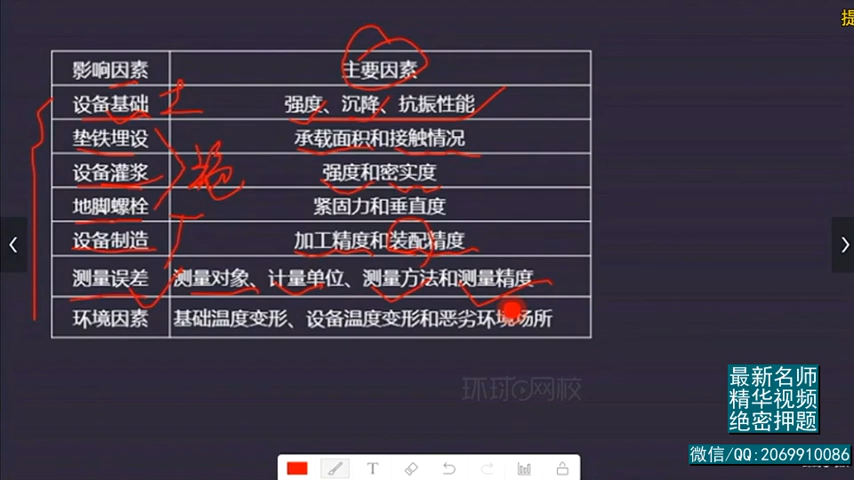 提
影响因素 主要因素
设备基础 强度、沉降、抗振性能
垫铁埋设 承载面积和接触情况
设备灌浆 强度和密实度
地脚螺栓 紧固力和垂直度
设备制造 加工精度和装配精度
测量误差 测量对象、计量单位、测量方法和测量精度
环境因素 基础温度变形、设备温度变形和恶劣环境场所
环球网校
最新名师
精华视频
绝密押题
微信/QQ:2069910086
T